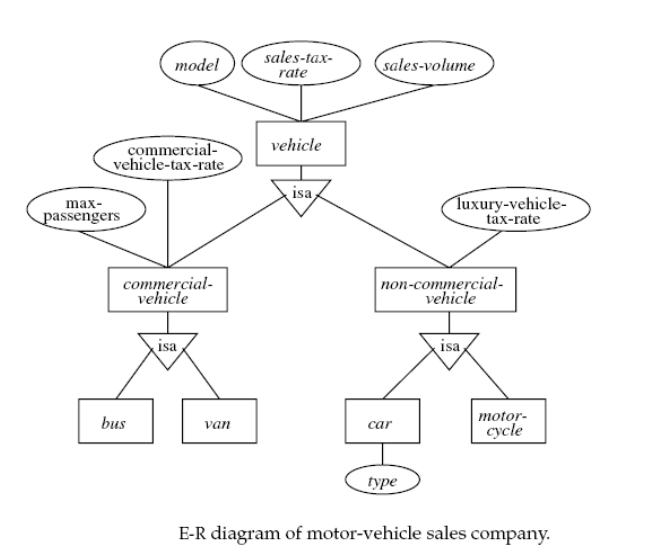 model
sales-tax-
rate
sales-volume
vehicle
commercial-
vehicle-tax-rate
isa
max-
passengers
luxury-vehicle-
tax-rate
commercial-
vehicle
non-commercial-
vehicle
isa
isa
bus
van
car
motor-
cycle
type
E-R diagram of motor-vehicle sales company.